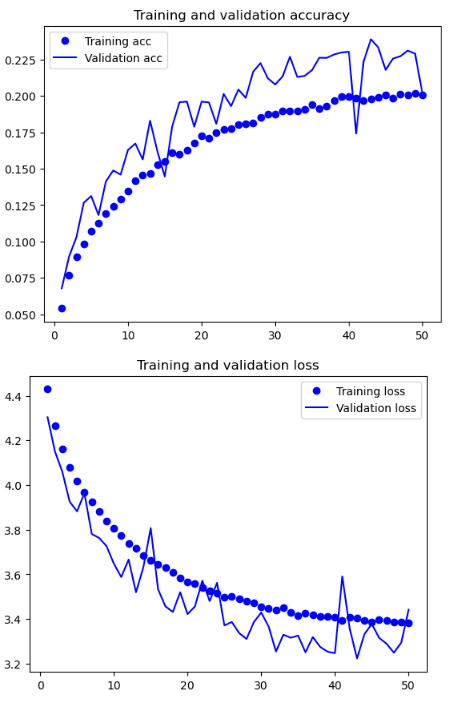 Training and validation accuracy
Training acc
Validation acc
0.225
0.200
0.175
0.150
0.125
0.100
0.075
0.050
0 10 20 30 40 50
Training and validation loss
Training loss
Validation loss
4.4
4.2
4.0
3.8
3.6
3.4
3.2
0 10 20 30 40 50